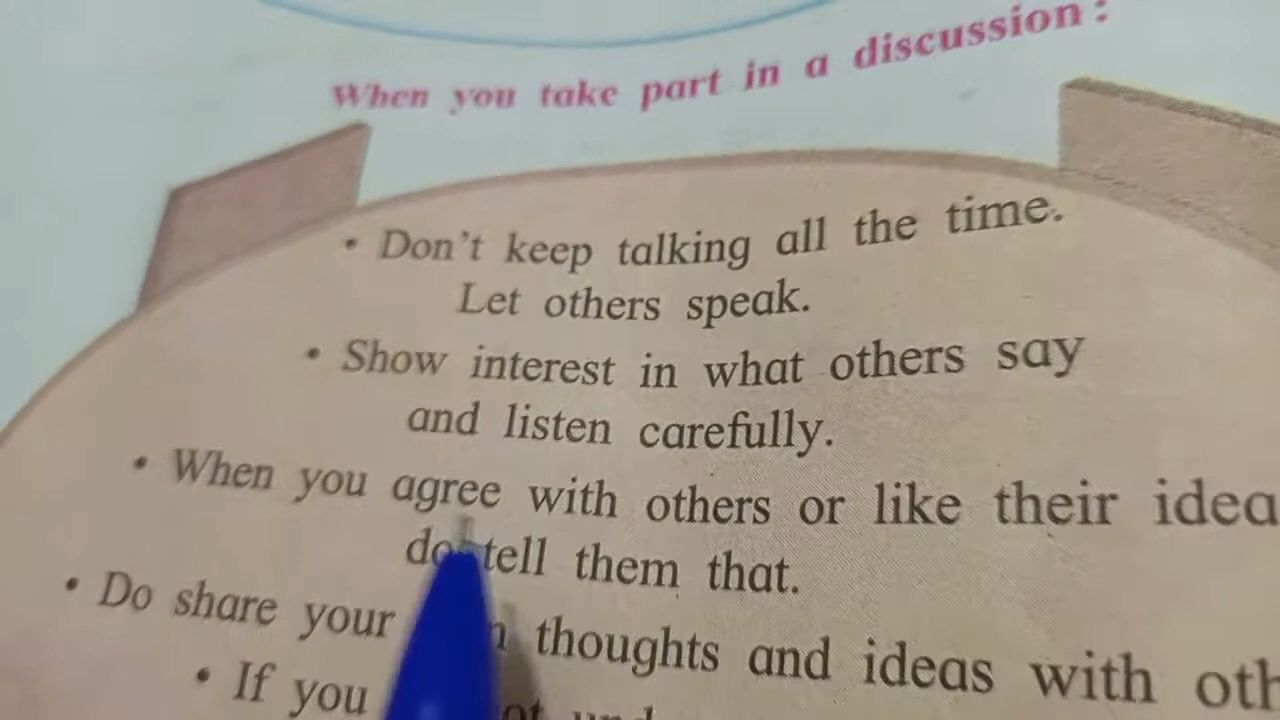 When you take part in a discussion:
• Don't keep talking all the time.
Let others speak.
• Show interest in what others say
and listen carefully.
• When you agree with others or like their idea
do tell them that.
• Do share your thoughts and ideas with
• If you